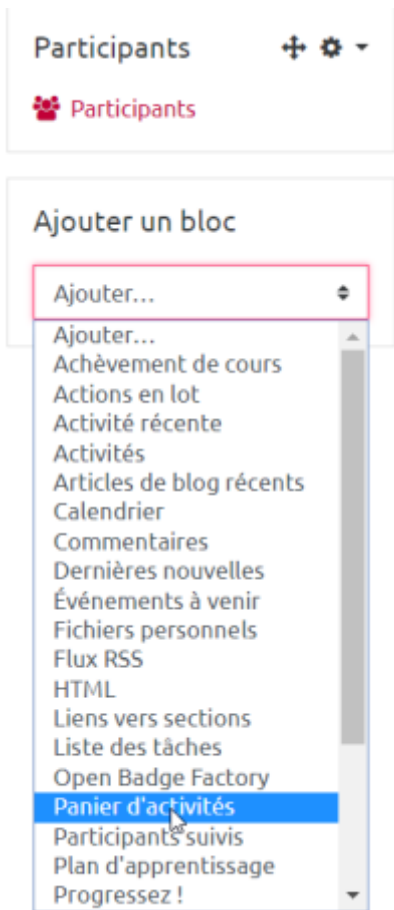 Participants
Participants
Ajouter un bloc
Ajouter...
Ajouter...
Achèvement de cours
Actions en lot
Activité récente
Activités
Articles de blog récents
Calendrier
Commentaires
Dernières nouvelles
Événements à venir
Fichiers personnels
Flux RSS
HTML
Liens vers sections
Liste des tâches
Open Badge Factory
Panier d'activités
Participants suivis
Plan d'apprentissage
Progressez !